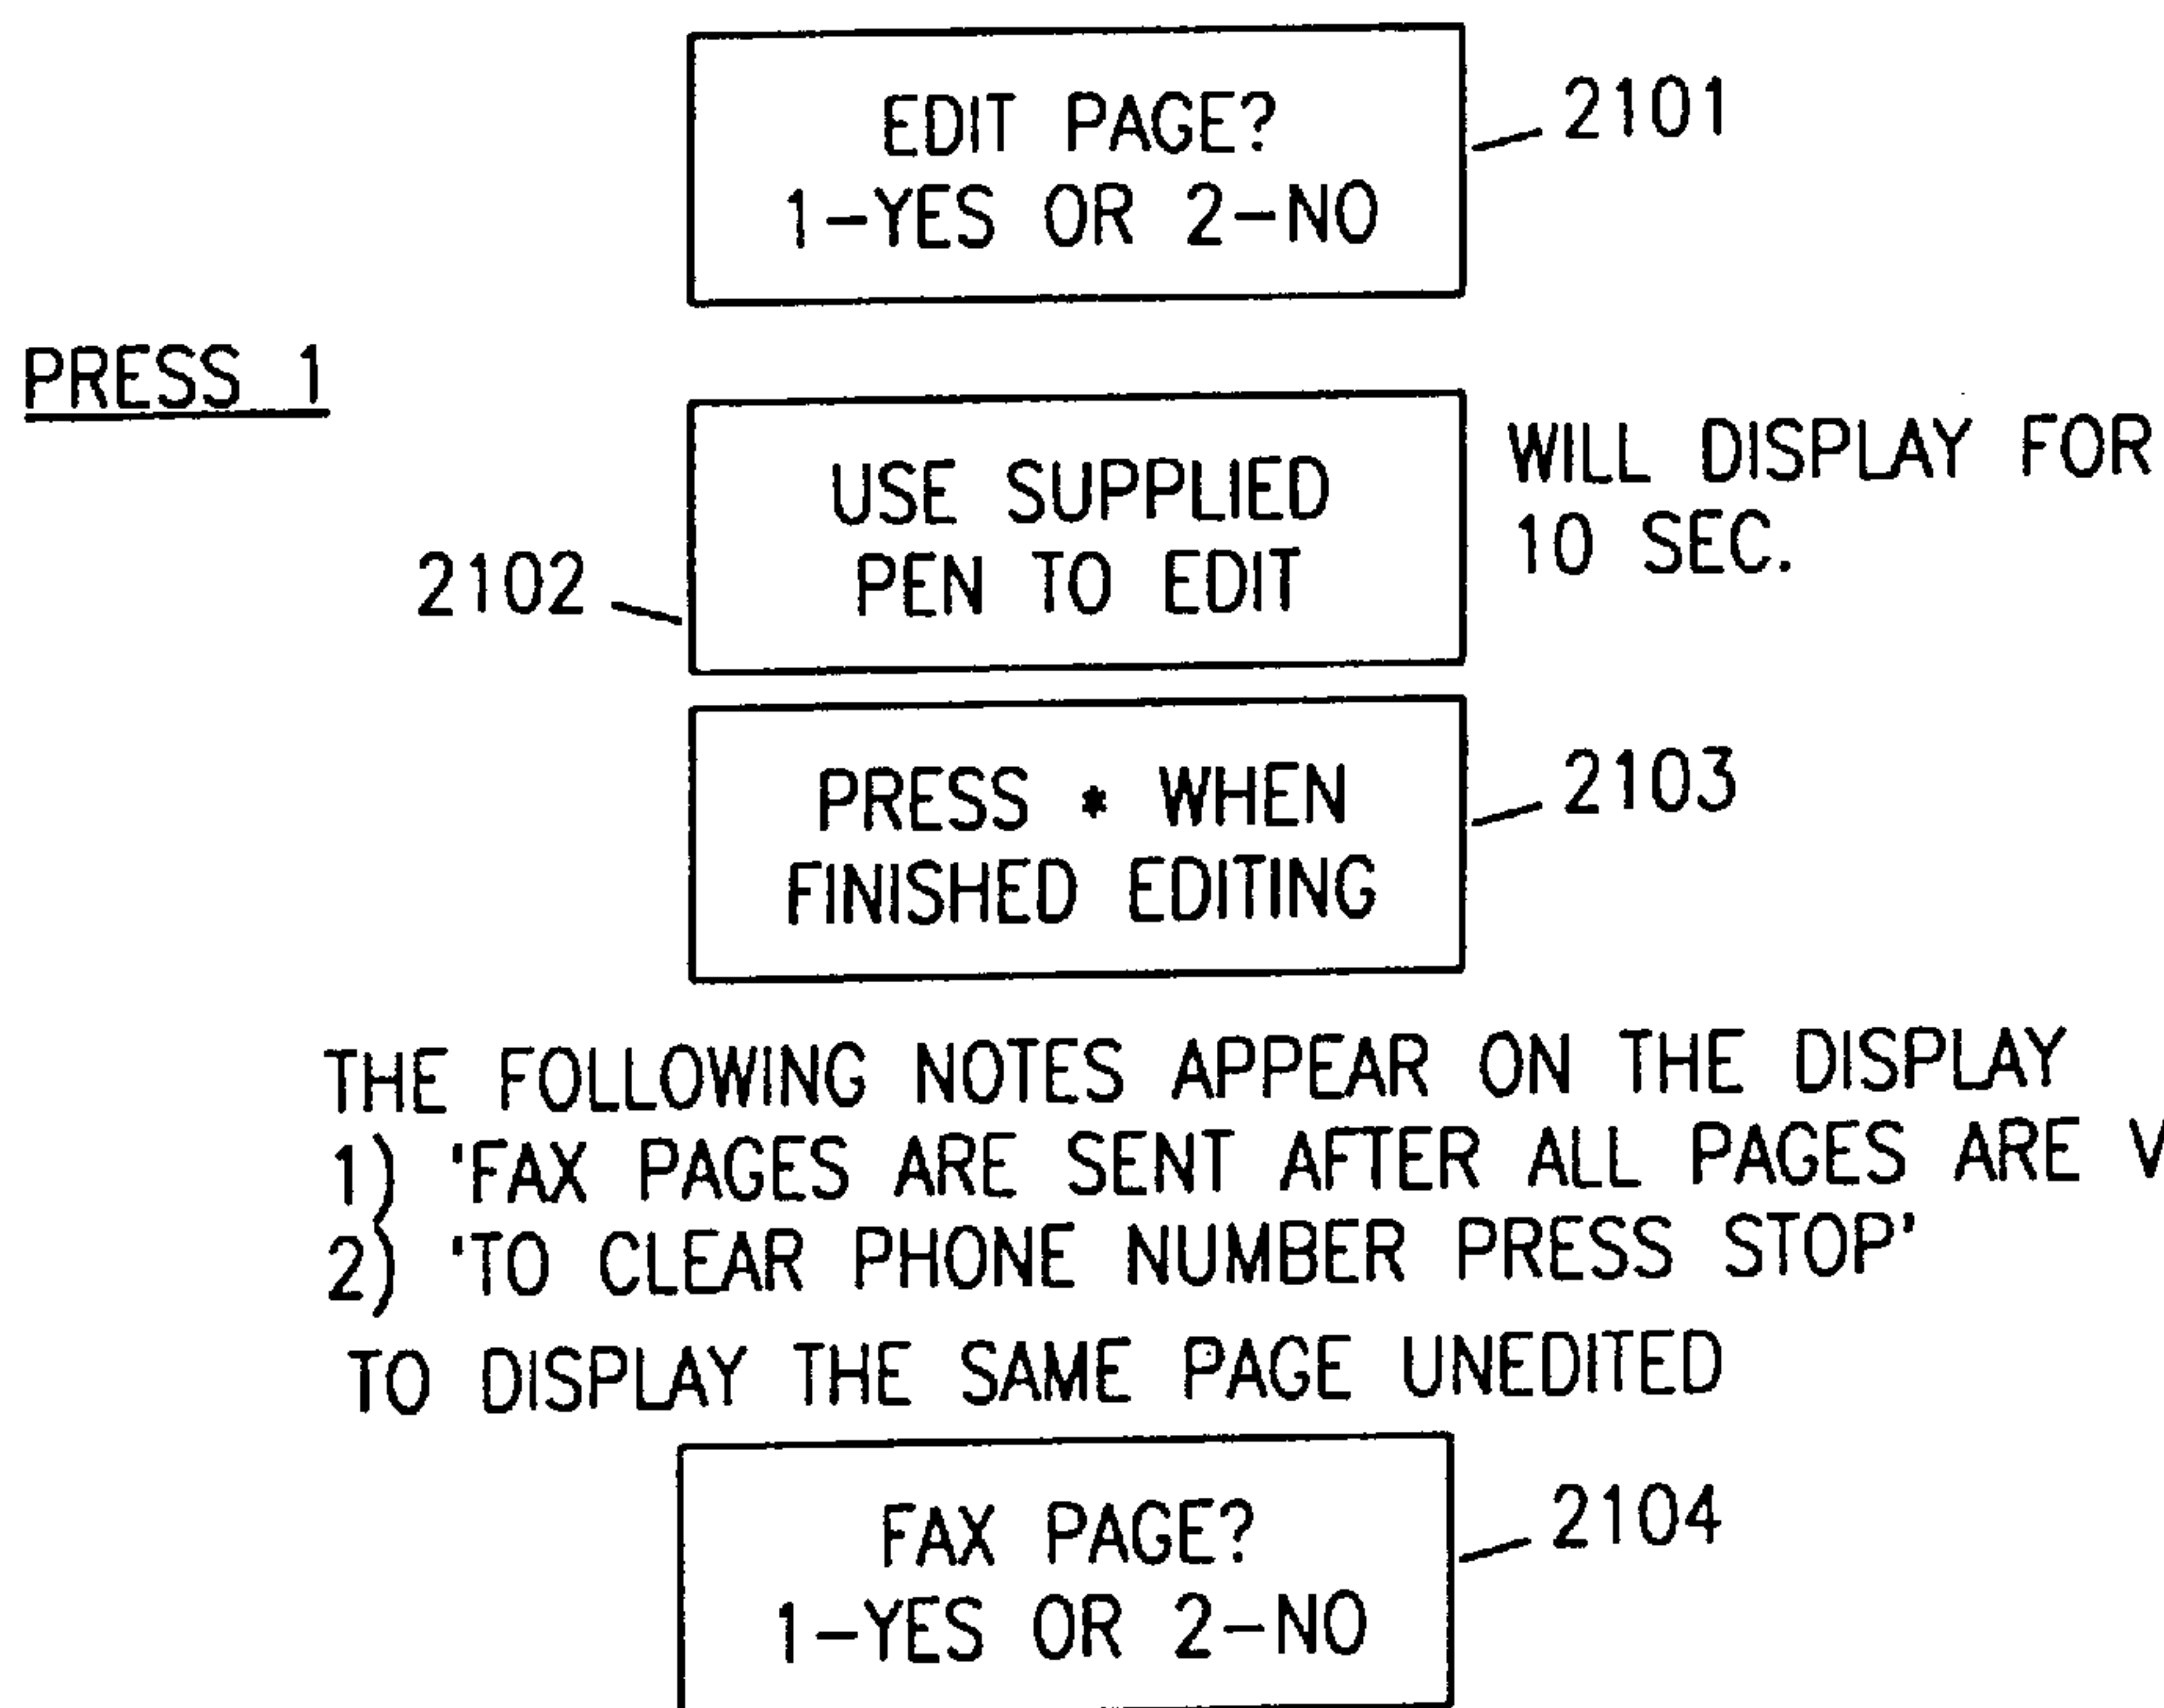 EDIT PAGE?
1-YES OR 2-NO
2101
PRESS 1
USE SUPPLIED
PEN TO EDIT
2102
WILL DISPLAY FOR
10 SEC.
PRESS * WHEN
FINISHED EDITING
2103
THE FOLLOWING NOTES APPEAR ON THE DISPLAY
1) 'FAX PAGES ARE SENT AFTER ALL PAGES ARE
2) 'TO CLEAR PHONE NUMBER PRESS STOP'
TO DISPLAY THE SAME PAGE UNEDITED
FAX PAGE?
1-YES OR 2-NO
2104